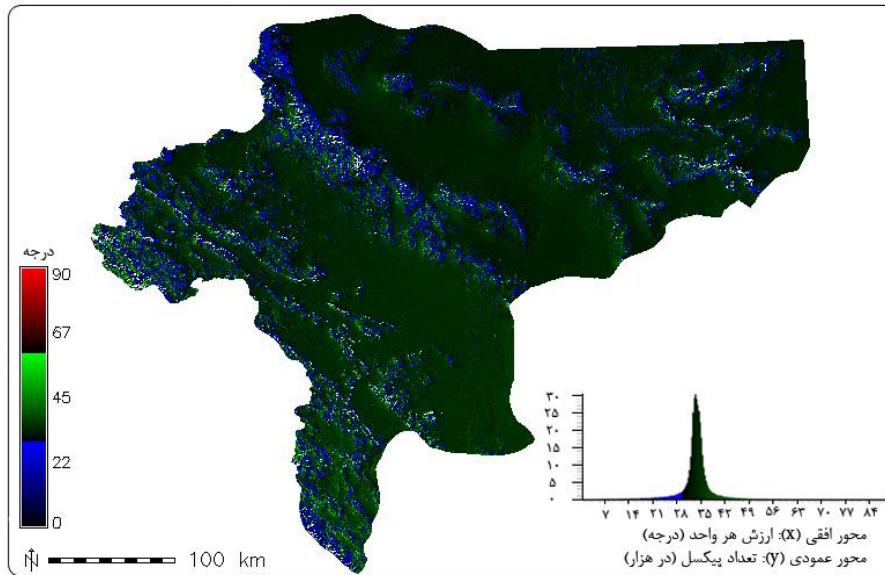 درجه
90
67
45
22
0
N
100 km
۳۰
۲۵
۲۰
۱۵
۱۰
۵
۰
۷ ۱۴ ۲۱ ۲۸ ۳۵ ۴۲ ۴۹ ۵۶ ۶۳ ۷۰ ۷۷ ۸۴
محور افقی (x): ارزش هر واحد (درجه)
محور عمودی (y): تعداد پیکسل (در هزار)